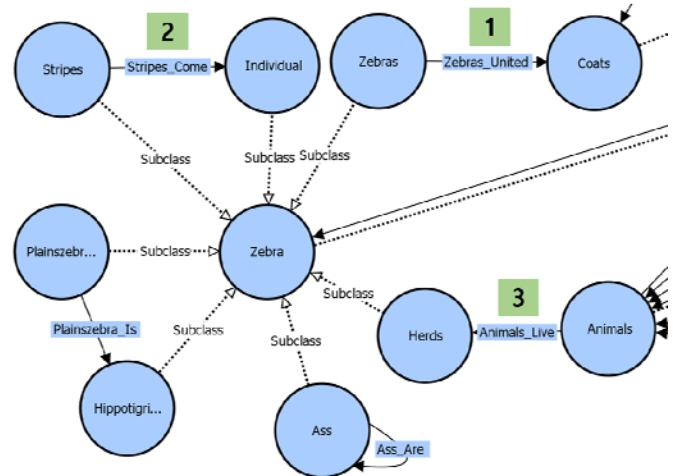 2
1
Stripes
Stripes_Come
Individual
Zebras
Zebras_United
Coats
Subclass
Subclass
Subclass
Plainszebr...
Subclass
Zebra
Subclass
3
Plainszebra_Is
Subclass
Herds
Animals_Live
Animals
Subclass
Hippotigri...
Ass
Ass_Are